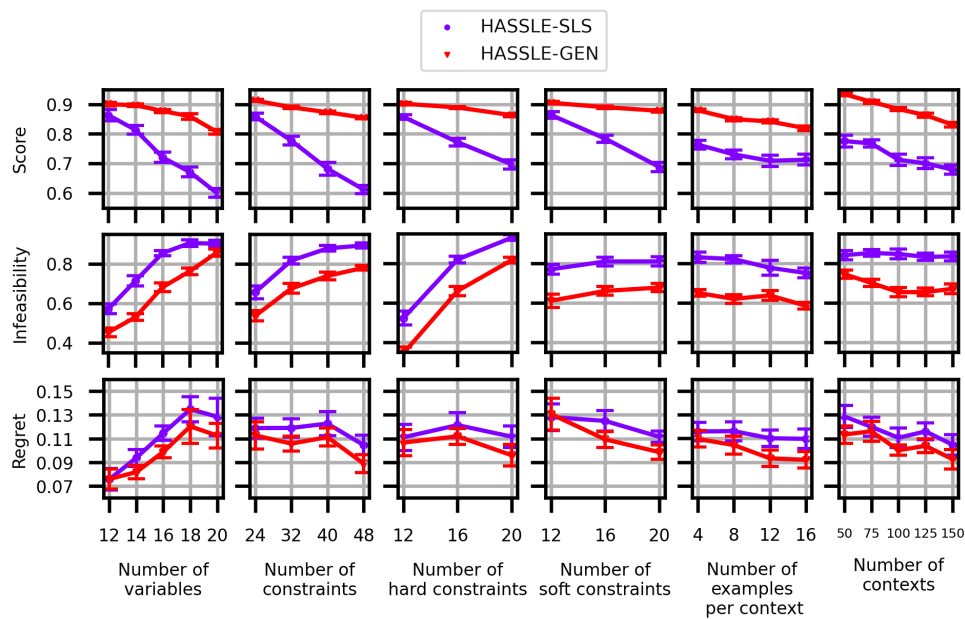 HASSLE-SLS
HASSLE-GEN
Score
0.9
0.8
0.7
0.6
Infeasibility
0.8
0.6
0.4
Regret
0.15
0.13
0.11
0.09
0.07
12 14 16 18 20
24 32 40 48
12 16 20
12 16 20
4 8 12 16
50 75 100 125 150
Number of
variables
Number of
constraints
Number of
hard constraints
Number of
soft constraints
Number of
examples
per context
Number of
contexts